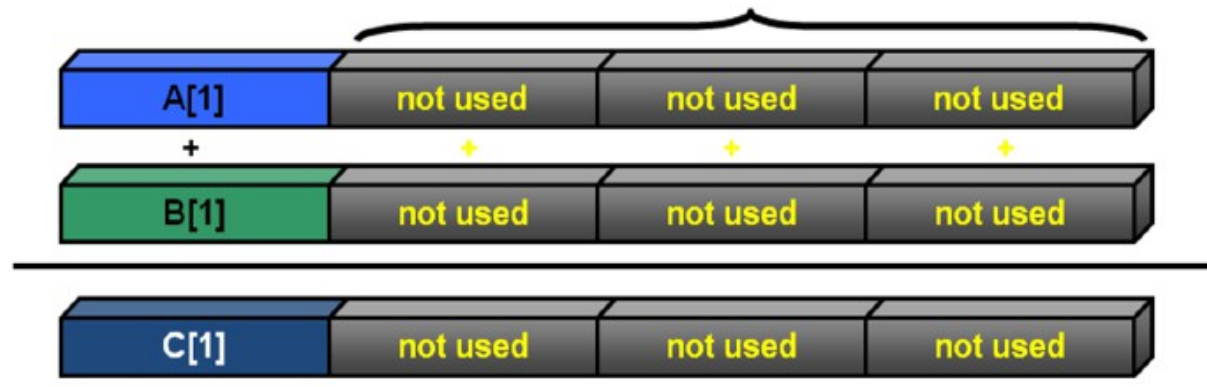 A[1] not used not used not used
+ + + +
B[1] not used not used not used
C[1] not used not used not used